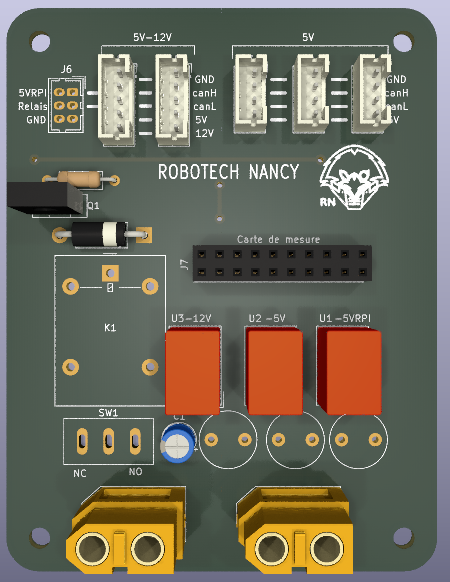 5V-12V
5V
J6
5VRPI
Relais
GND
GND
canH
canL
5V
12V
GND
canH
canL
5V
ROBOTECH NANCY
RN
Q1
Carte de mesure
J7
K1
U3-12V
U2 -5V
U1-5VRPI
SW1
C1
NC
NO